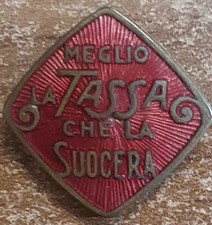 MEGLIO
LA TASSA
CHE LA
SUOCERA